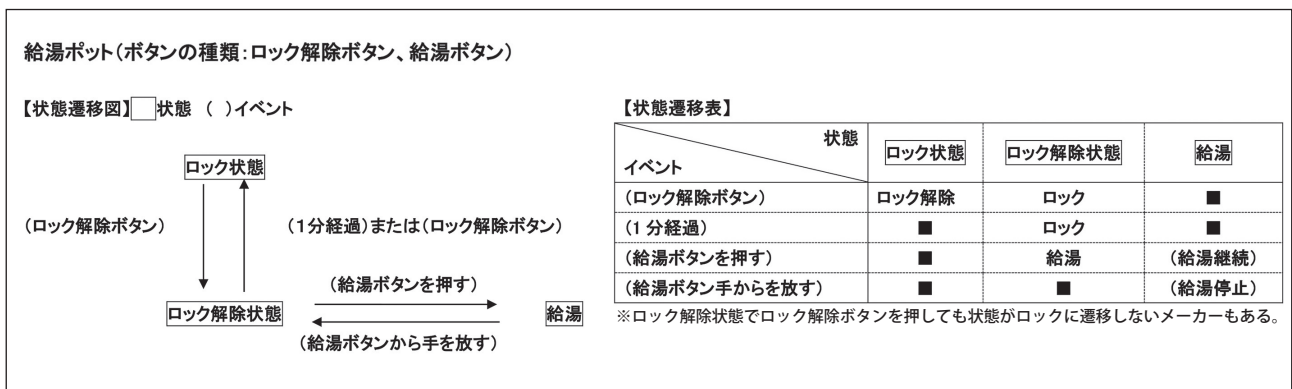 給湯ポット(ボタンの種類:ロック解除ボタン、給湯ボタン)
【状態遷移図】 状態 ( )イベント
ロック状態
(ロック解除ボタン) (1分経過)または(ロック解除ボタン)
(給湯ボタンを押す)
ロック解除状態 給湯
(給湯ボタンから手を放す)
【状態遷移表】
状態
イベント
ロック状態 ロック解除状態 給湯
(ロック解除ボタン) ロック解除 ロック ■
(1 分経過) ■ ロック ■
(給湯ボタンを押す) ■ 給湯 (給湯継続)
(給湯ボタン手からを放す) ■ ■ (給湯停止)
※ロック解除状態でロック解除ボタンを押しても状態がロックに遷移しないメーカーもある。